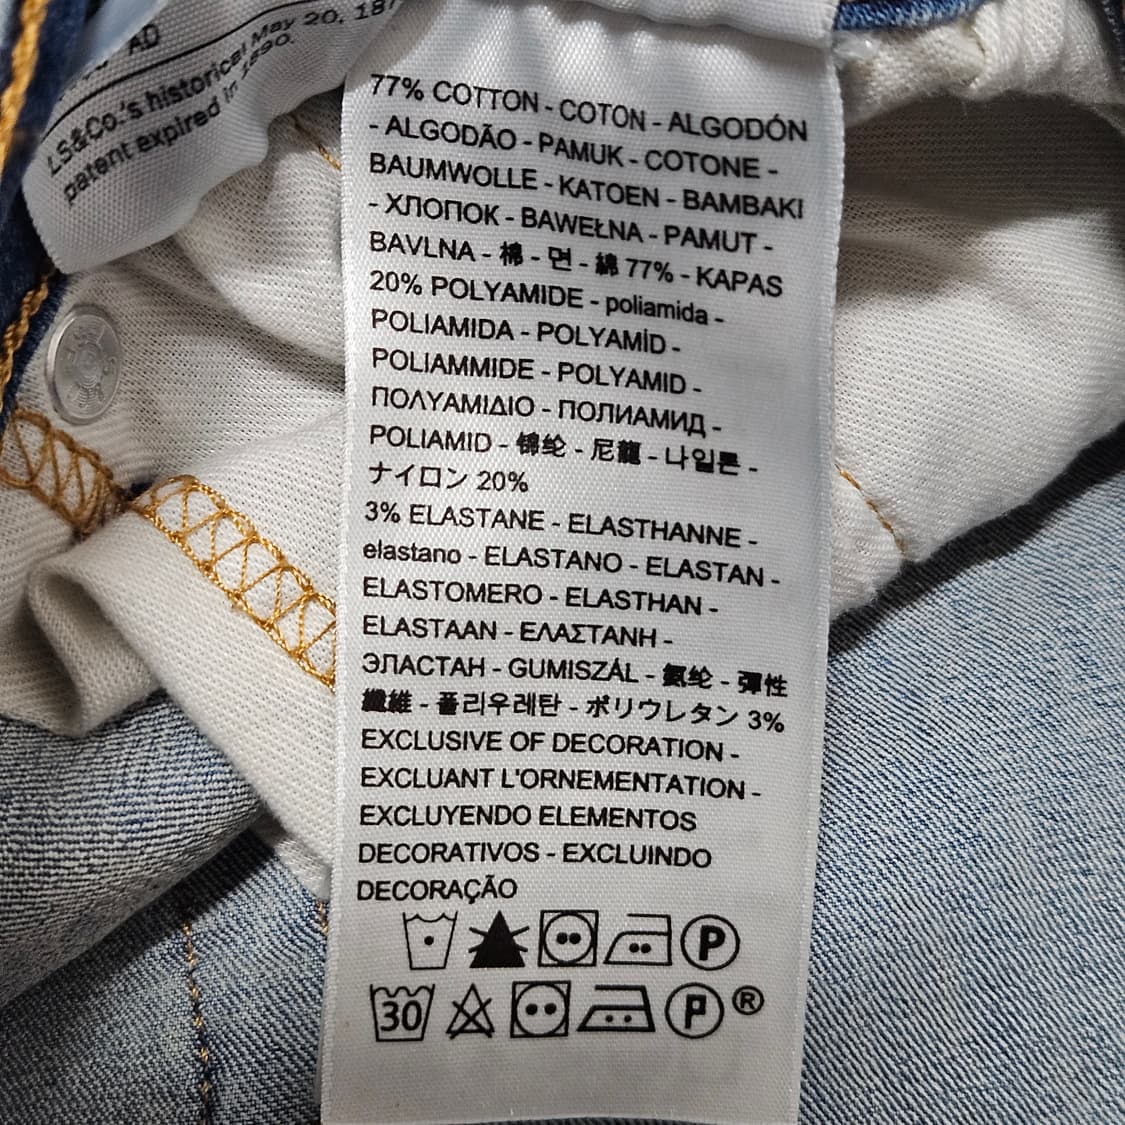 AD
LS&Co.'s historical May 20, 187
patent expired in 1890.
77% COTTON - COTON - ALGODÓN
- ALGODÃO - PAMUK - COTONE -
BAUMWOLLE - KATOEN - BAMBAKI
- ХЛОПОК - BAWEŁNA - PAMUT -
BAVLNA - 棉 - 면 - 綿 77% - KAPAS
20% POLYAMIDE - poliamida -
POLIAMIDA - POLYAMİD -
POLIAMMIDE - POLYAMID -
ΠΟΛΥΑΜΙΔΙΟ - ПОЛИАМИД -
POLIAMID - 锦纶 - 尼龍 - 나일론 -
ナイロン 20%
3% ELASTANE - ELASTHANNE -
elastano - ELASTANO - ELASTAN -
ELASTOMERO - ELASTHAN -
ELASTAAN - ΕΛΑΣΤΑΝΗ -
ЭЛАСТАН - GUMISZÁL - 氨纶 - 彈性
纖維 - 폴리우레탄 - ポリウレタン 3%
EXCLUSIVE OF DECORATION -
EXCLUANT L'ORNEMENTATION -
EXCLUYENDO ELEMENTOS
DECORATIVOS - EXCLUINDO
DECORAÇÃO
P
30 P ®